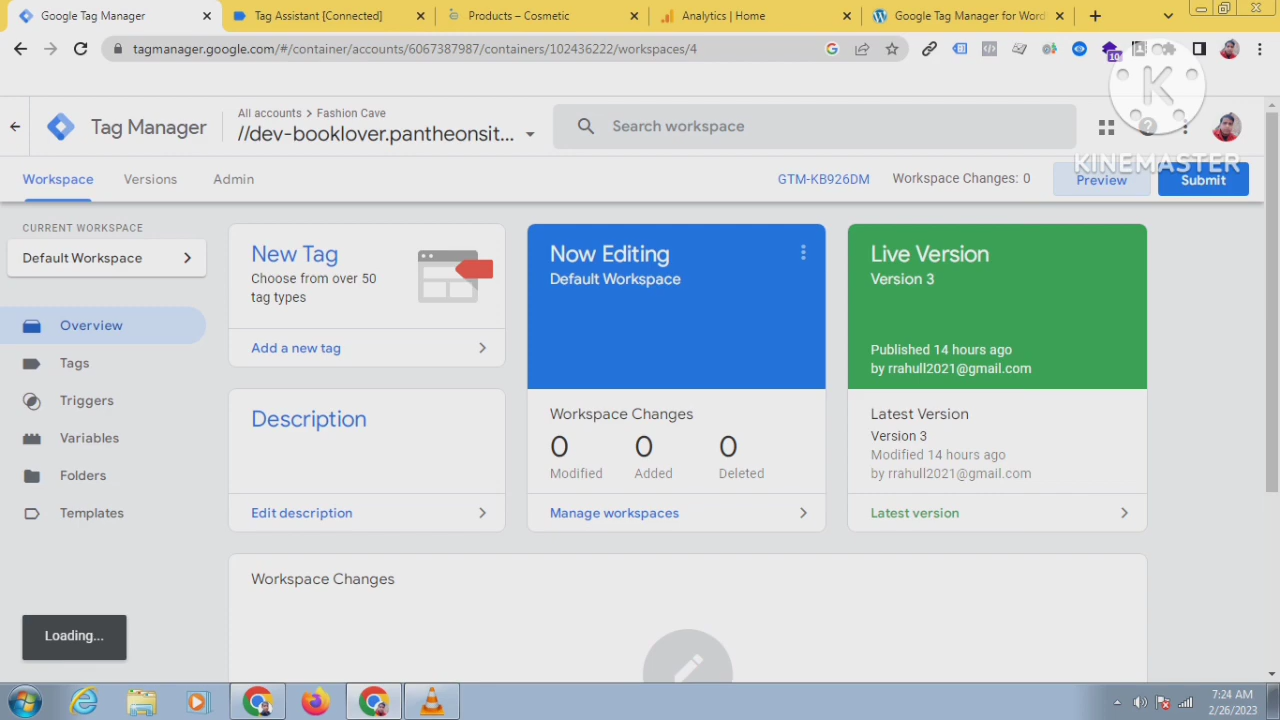 Google Tag Manager
Tag Assistant [Connected]
Products – Cosmetic
Analytics | Home
Google Tag Manager for Word
tagmanager.google.com/#/container/accounts/6067387987/containers/102436222/workspaces/4
10
K
KINEMASTER
Tag Manager
All accounts > Fashion Cave
//dev-booklover.pantheonsit...
Search workspace
Workspace
Versions
Admin
GTM-KB926DM
Workspace Changes: 0
Preview
Submit
CURRENT WORKSPACE
Default Workspace
Overview
Tags
Triggers
Variables
Folders
Templates
Loading...
New Tag
Choose from over 50
tag types
Add a new tag
Description
Edit description
Now Editing
Default Workspace
Workspace Changes
0 0 0
Modified Added Deleted
Manage workspaces
Live Version
Version 3
Published 14 hours ago
by rrahull2021@gmail.com
Latest Version
Version 3
Modified 14 hours ago
by rrahull2021@gmail.com
Latest version
Workspace Changes
7:24 AM
2/26/2023